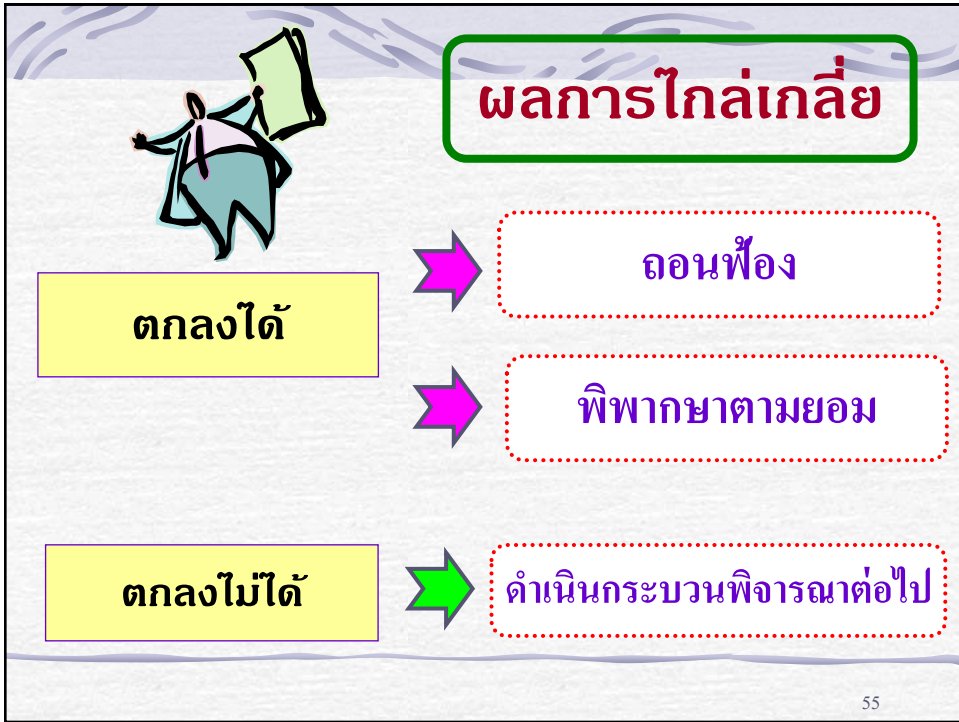 ผลการไกล่เกลี่ย
ตกลงได้
ถอนฟ้อง
พิพากษาตามยอม
ตกลงไม่ได้
ดำเนินกระบวนพิจารณาต่อไป
55